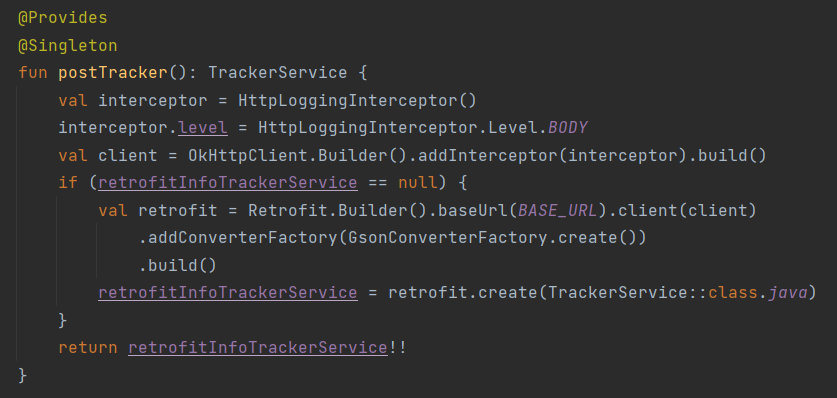 @Provides
@Singleton
fun postTracker(): TrackerService {
    val interceptor = HttpLoggingInterceptor()
    interceptor.level = HttpLoggingInterceptor.Level.BODY
    val client = OkHttpClient.Builder().addInterceptor(interceptor).build()
    if (retrofitInfoTrackerService == null) {
        val retrofit = Retrofit.Builder().baseUrl(BASE_URL).client(client)
            .addConverterFactory(GsonConverterFactory.create())
            .build()
        retrofitInfoTrackerService = retrofit.create(TrackerService::class.java)
    }
    return retrofitInfoTrackerService!!
}